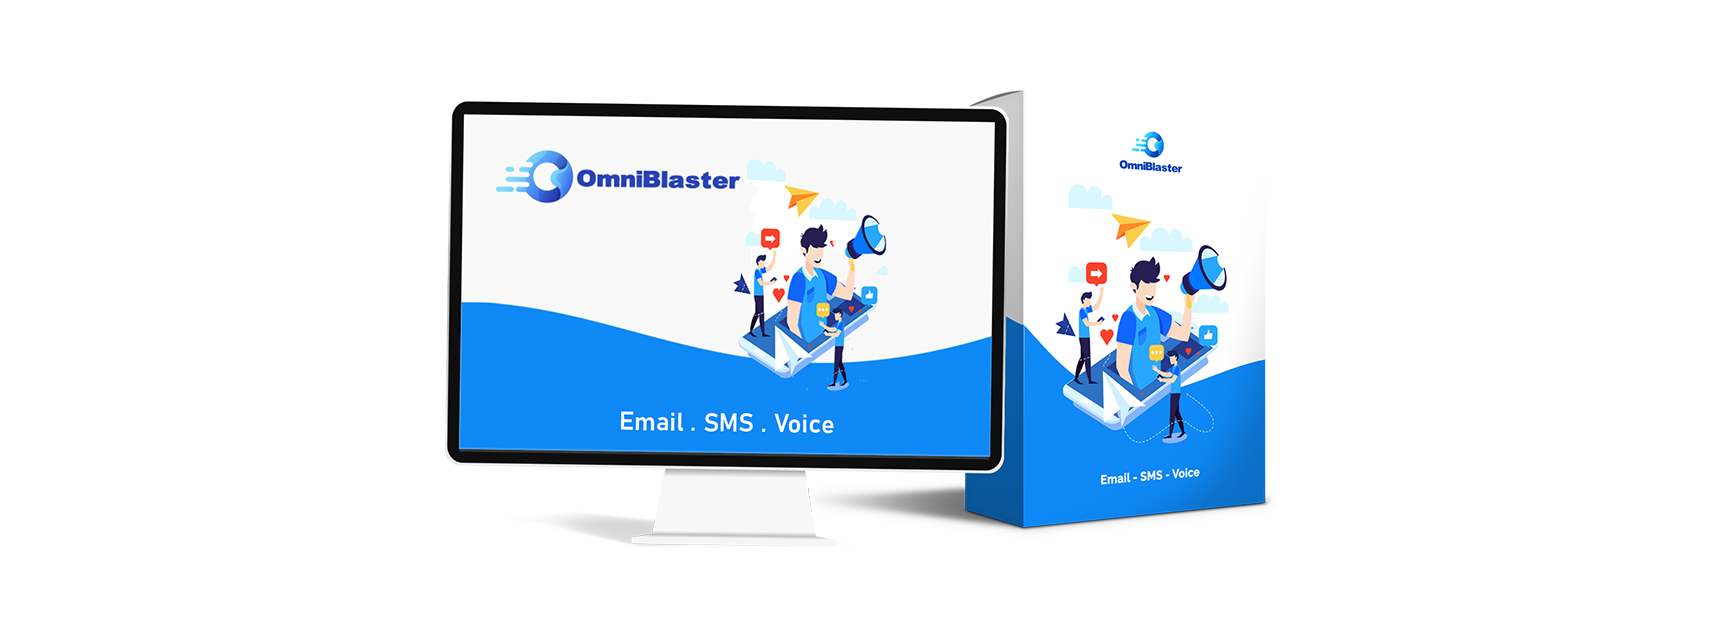 OmniBlaster
Email . SMS . Voice
OmniBlaster
Email - SMS - Voice